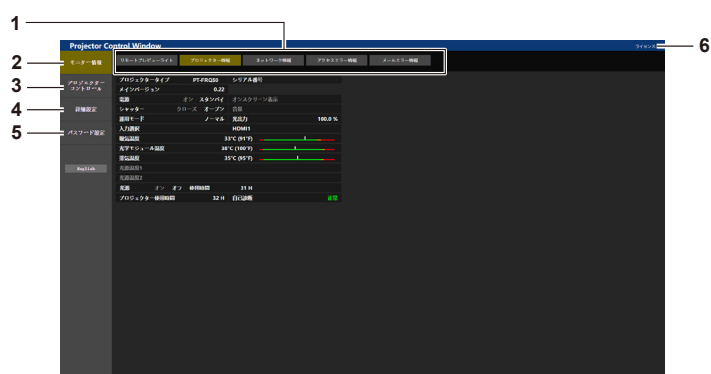 1
Projector Control Window
ライセンス
6
2
モニター情報
リモートプレビューライト
プロジェクター情報
ネットワーク情報
アクセスエラー情報
メールエラー情報
3
プロジェクター
コントロール
4
詳細設定
5
パスワード設定
English
プロジェクタータイプ PT-FRQ50 シリアル番号
メインバージョン 0.22
電源 オン スタンバイ オンスクリーン表示
シャッター クローズ オープン 音量
運用モード ノーマル 光出力 100.0 %
入力選択 HDMI1
吸気温度 33°C (91°F)
光学モジュール温度 38°C (100°F)
排気温度 35°C (95°F)
光源温度1
光源温度2
光源 オン オフ 使用時間 31 H
プロジェクター使用時間 32 H 自己診断 正常